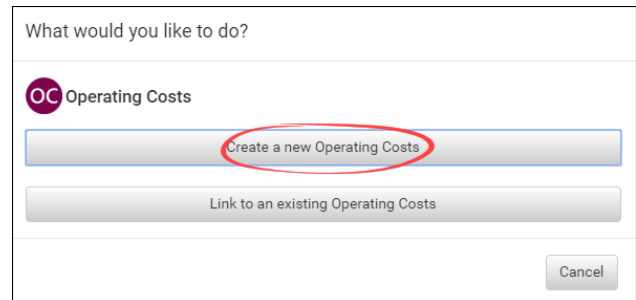 What would you like to do?
OC Operating Costs
Create a new Operating Costs
Link to an existing Operating Costs
Cancel